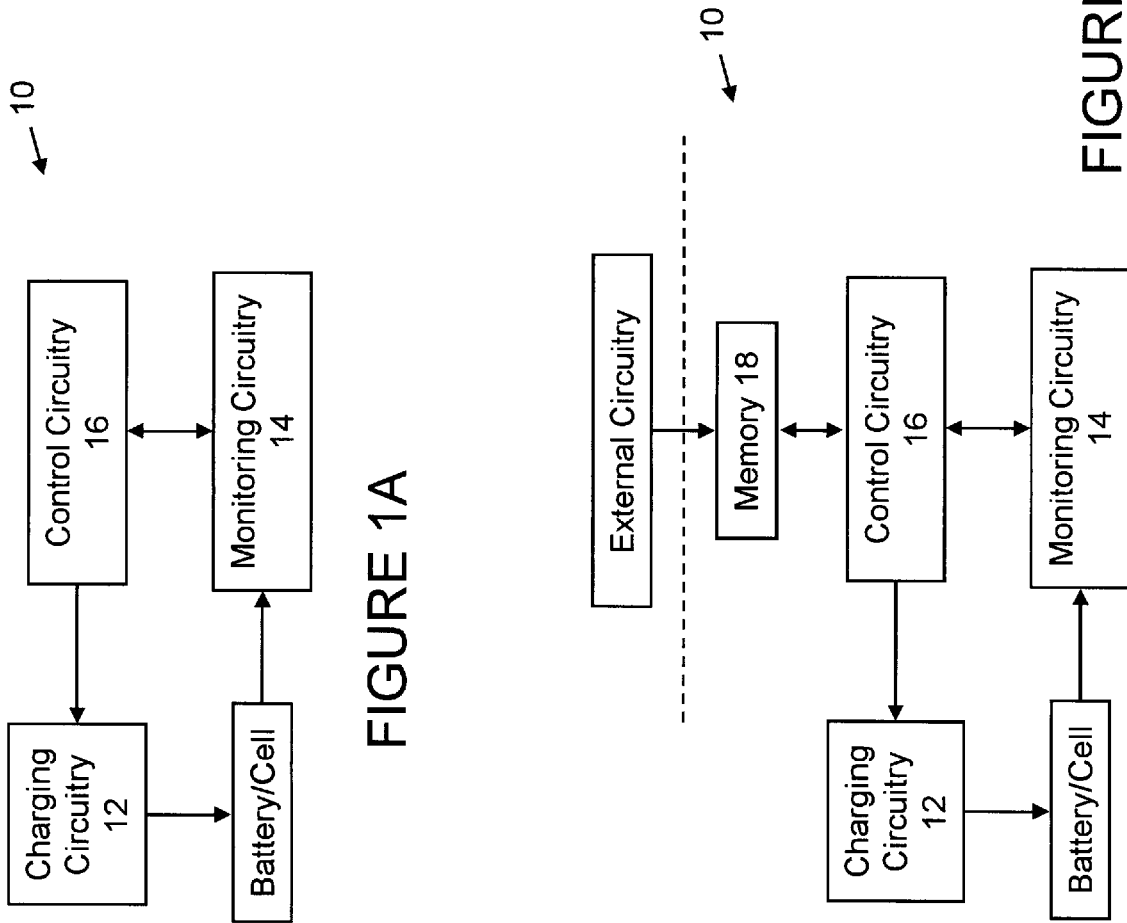 10
Charging
Circuitry
12
Control Circuitry
16
Battery/Cell
Monitoring Circuitry
14
FIGURE 1A
External Circuitry
10
Memory 18
Charging
Circuitry
12
Control Circuitry
16
Battery/Cell
Monitoring Circuitry
14